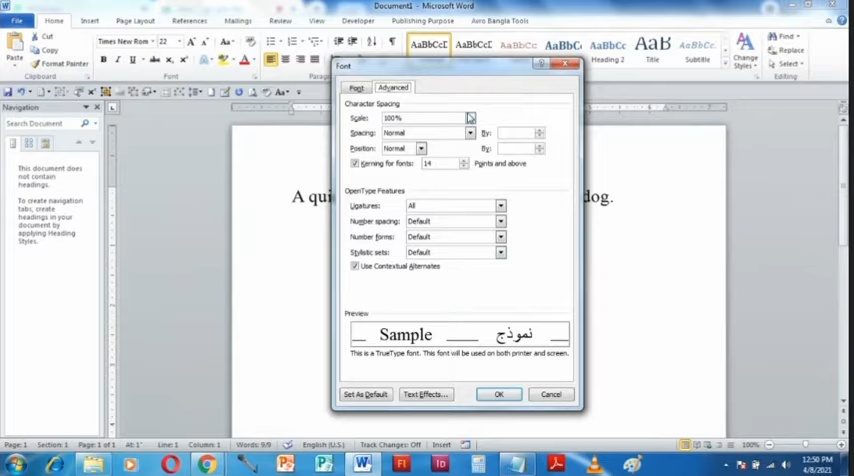 Document1 - Microsoft Word
File Home Insert Page Layout References Mailings Review View Developer Publishing Purpose Avro Bangla Tools
Cut
Copy
Format Painter
Paste
Clipboard
Times New Rom 22
B I U
AaBbCcI AaBbCcI AaBbCcI AaBbCc AaBbCcI AaB AaBbCcI
Heading 2 Title Subtitle
Change
Styles
Find
Replace
Select
Editing
Navigation
Search Document
This document
does not
contain
headings.
To create
navigation
tabs, create
headings in your
document by
applying Heading
Styles.
A qui
dog.
Font
Font Advanced
Character Spacing
Scale: 100%
Spacing: Normal By:
Position: Normal By:
Kerning for fonts: 14 Points and above
OpenType Features
Ligatures: All
Number spacing: Default
Number forms: Default
Stylistic sets: Default
Use Contextual Alternates
Preview
Sample نموذج
This is a TrueType font. This font will be used on both printer and screen.
Set As Default Text Effects... OK Cancel
Page: 1 Section: 1 Page: 1 of 1 At: 1" Line: 1 Column: 1 Words: 9/9 English (U.S.) Track Changes: Off Insert 100%
12:50 PM
4/8/2021